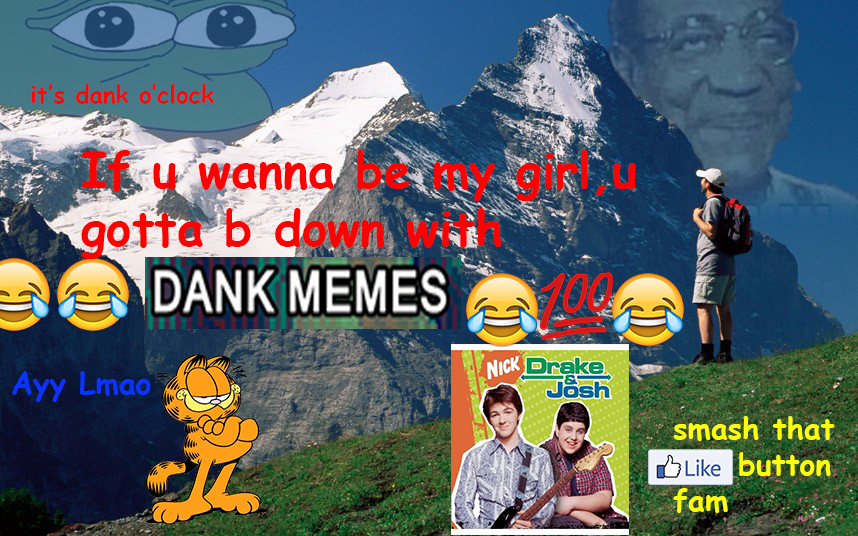 it's dank o'clock
If u wanna be my girl,u
gotta b down with
DANK MEMES
100
Ayy Lmao
NICK Drake
& Josh
smash that
Like button
fam